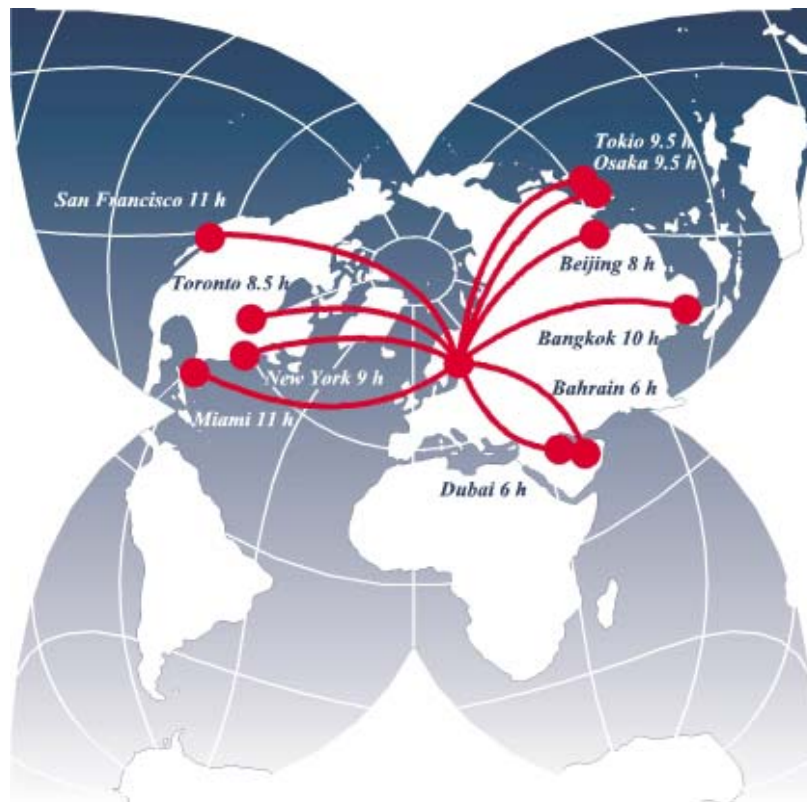 Tokio 9.5 h
Osaka 9.5 h
San Francisco 11 h
Beijing 8 h
Toronto 8.5 h
Bangkok 10 h
New York 9 h
Bahrain 6 h
Miami 11 h
Dubai 6 h